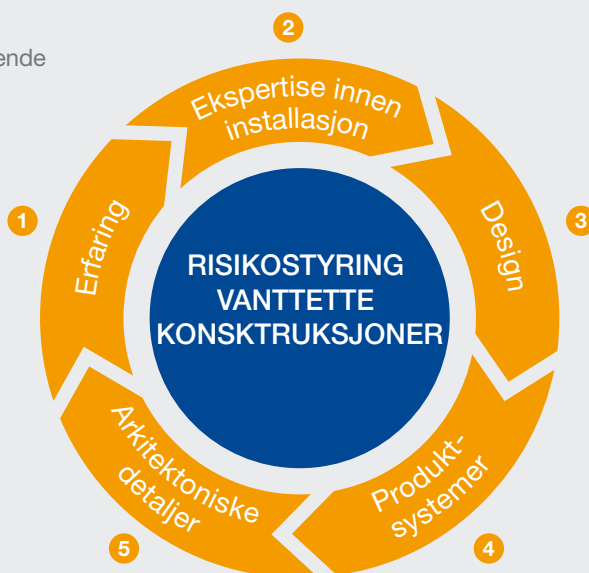 ende
2
Ekspertise innen
installasjon
1
Erfaring
3
Design
RISIKOSTYRING
VANTTETTE
KONSKTRUKSJONER
Arkitektoniske
detaljer
5
Produkt-
systemer
4